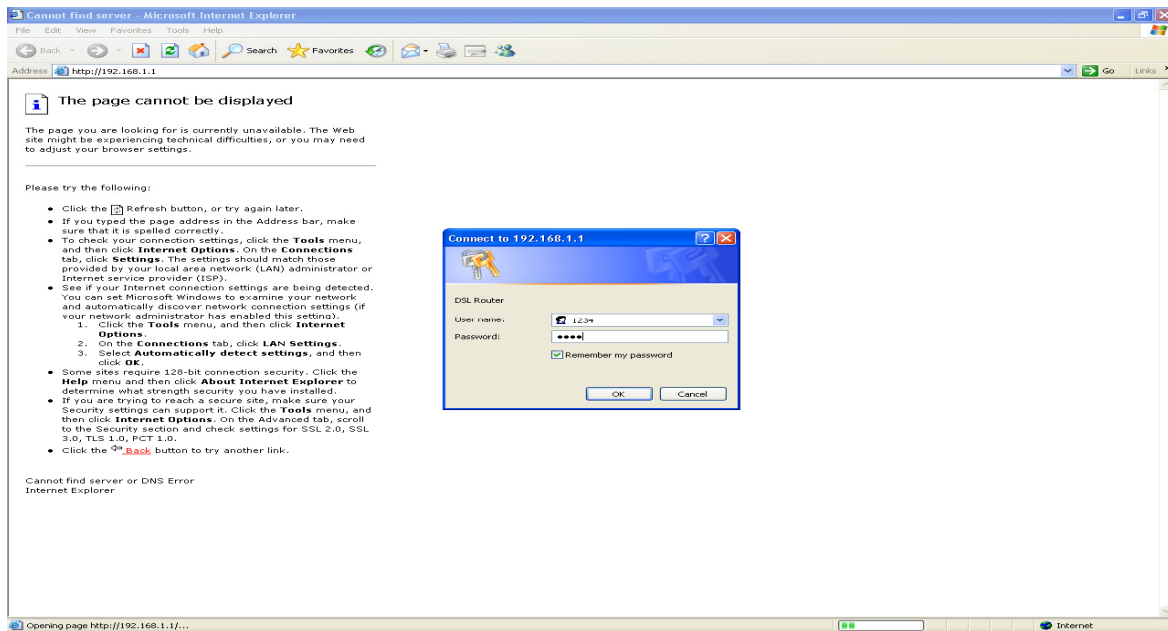 Cannot find server - Microsoft Internet Explorer
File Edit View Favorites Tools Help
Back Search Favorites
Address http://192.168.1.1 Go Links »
The page cannot be displayed
The page you are looking for is currently unavailable. The Web
site might be experiencing technical difficulties, or you may need
to adjust your browser settings.
Please try the following:
• Click the Refresh button, or try again later.
• If you typed the page address in the Address bar, make
sure that it is spelled correctly.
• To check your connection settings, click the Tools menu,
and then click Internet Options. On the Connections
tab, click Settings. The settings should match those
provided by your local area network (LAN) administrator or
Internet service provider (ISP).
• See if your Internet connection settings are being detected.
You can set Microsoft Windows to examine your network
and automatically discover network connection settings (if
your network administrator has enabled this setting).
1. Click the Tools menu, and then click Internet
Options.
2. On the Connections tab, click LAN Settings.
3. Select Automatically detect settings, and then
click OK.
• Some sites require 128-bit connection security. Click the
Help menu and then click About Internet Explorer to
determine what strength security you have installed.
• If you are trying to reach a secure site, make sure your
Security settings can support it. Click the Tools menu, and
then click Internet Options. On the Advanced tab, scroll
to the Security section and check settings for SSL 2.0, SSL
3.0, TLS 1.0, PCT 1.0.
• Click the Back button to try another link.
Cannot find server or DNS Error
Internet Explorer
Connect to 192.168.1.1
DSL Router
User name: 1234
Password: ••••
Remember my password
OK Cancel
Opening page http://192.168.1.1/... Internet